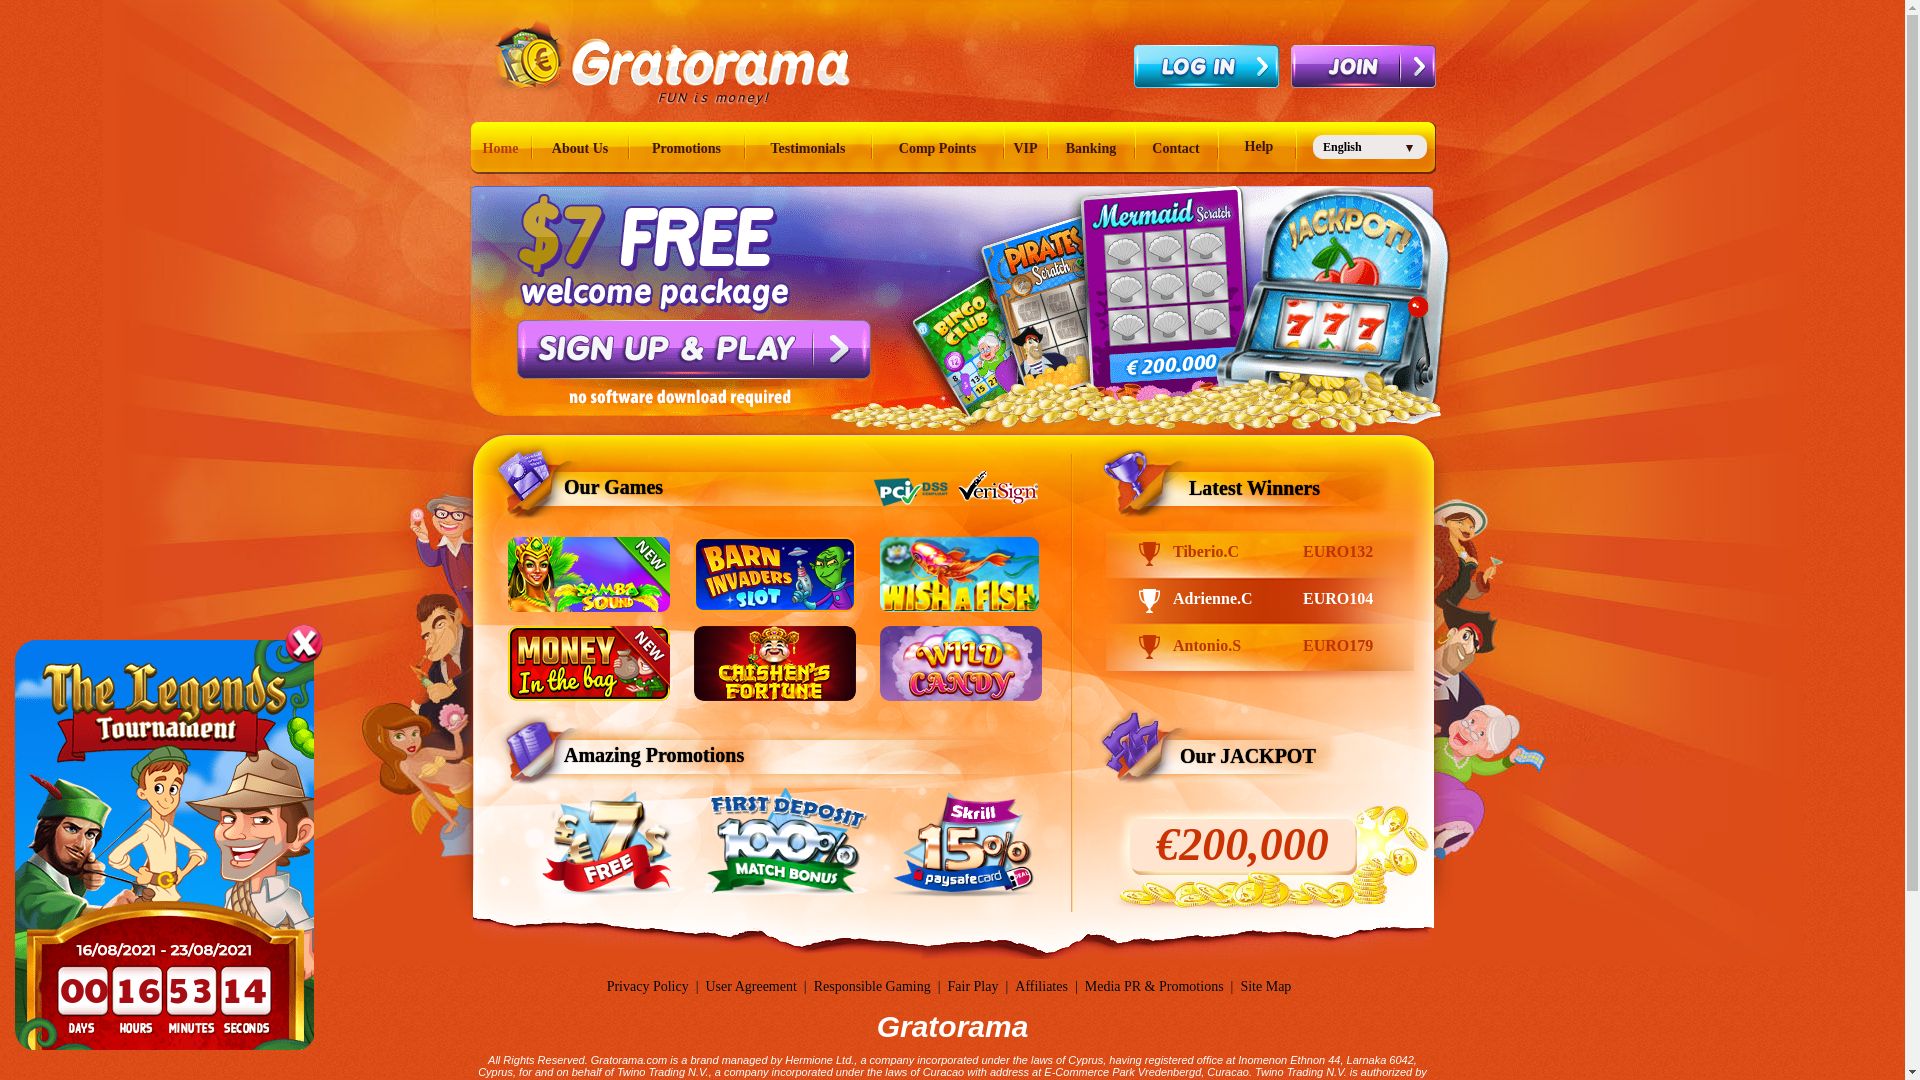 Gratorama
FUN is money!
LOG IN
JOIN
Home
About Us
Promotions
Testimonials
Comp Points
VIP
Banking
Contact
Help
English
$7 FREE
welcome package
SIGN UP & PLAY
no software download required
BINGO CLUB
PIRATES Scratch
Mermaid Scratch
€ 200.000
JACKPOT!
7 7 7
Our Games
PCI DSS COMPLIANT
VeriSign
Latest Winners
SAMBA SOUND NEW
BARN INVADERS SLOT
WISH A FISH
Tiberio.C EURO132
Adrienne.C EURO104
Antonio.S EURO179
MONEY In the bag NEW
CAISHEN'S FORTUNE
WILD CANDY
Amazing Promotions
Our JACKPOT
££ 7 $ € FREE
FIRST DEPOSIT
100%
MATCH BONUS
Skrill
15%
paysafecard
€200,000
X
The Legends
Tournament
16/08/2021 - 23/08/2021
00 16 53 14
DAYS HOURS MINUTES SECONDS
Privacy Policy | User Agreement | Responsible Gaming | Fair Play | Affiliates | Media PR & Promotions | Site Map
Gratorama
All Rights Reserved. Gratorama.com is a brand managed by Hermione Ltd., a company incorporated under the laws of Cyprus, having registered office at Inomenon Ethnon 44, Larnaka 6042,
Cyprus, for and on behalf of Twino Trading N.V., a company incorporated under the laws of Curacao with address at E-Commerce Park Vredenbergd, Curacao. Twino Trading N.V. is authorized by